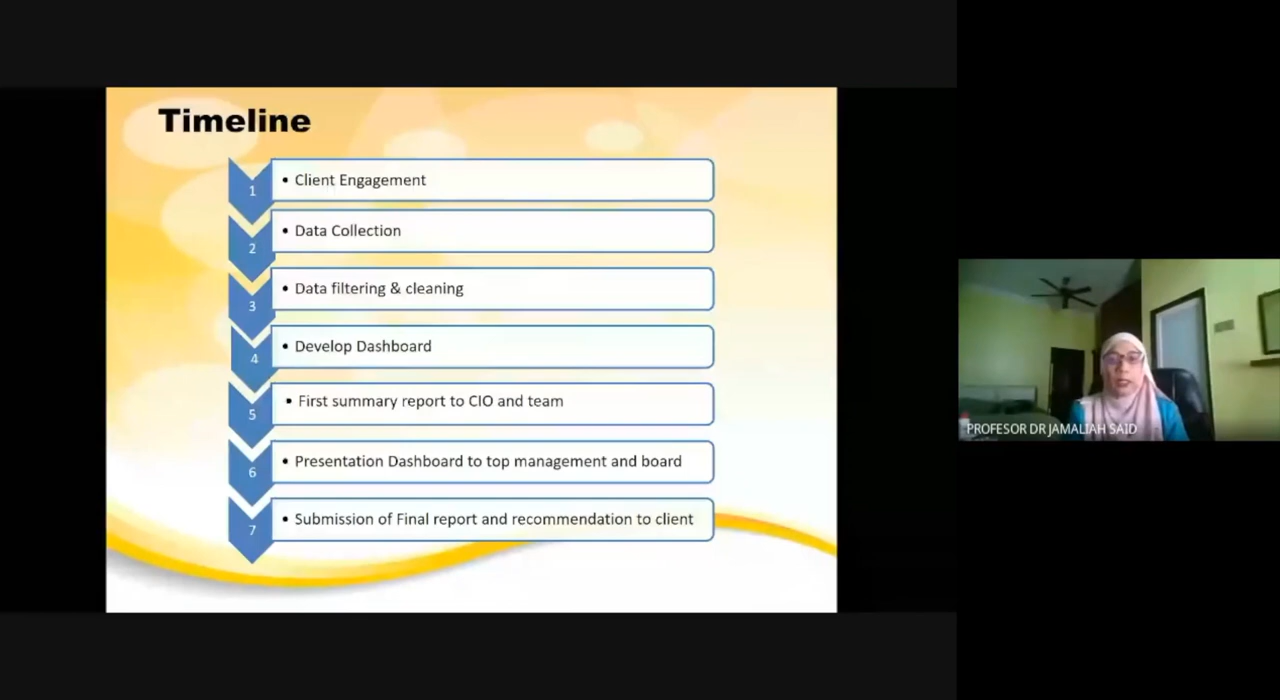 Timeline
1
• Client Engagement
2
• Data Collection
3
• Data filtering & cleaning
4
• Develop Dashboard
5
• First summary report to CIO and team
6
• Presentation Dashboard to top management and board
7
• Submission of Final report and recommendation to client
PROFESOR DR JAMALIAH SAID